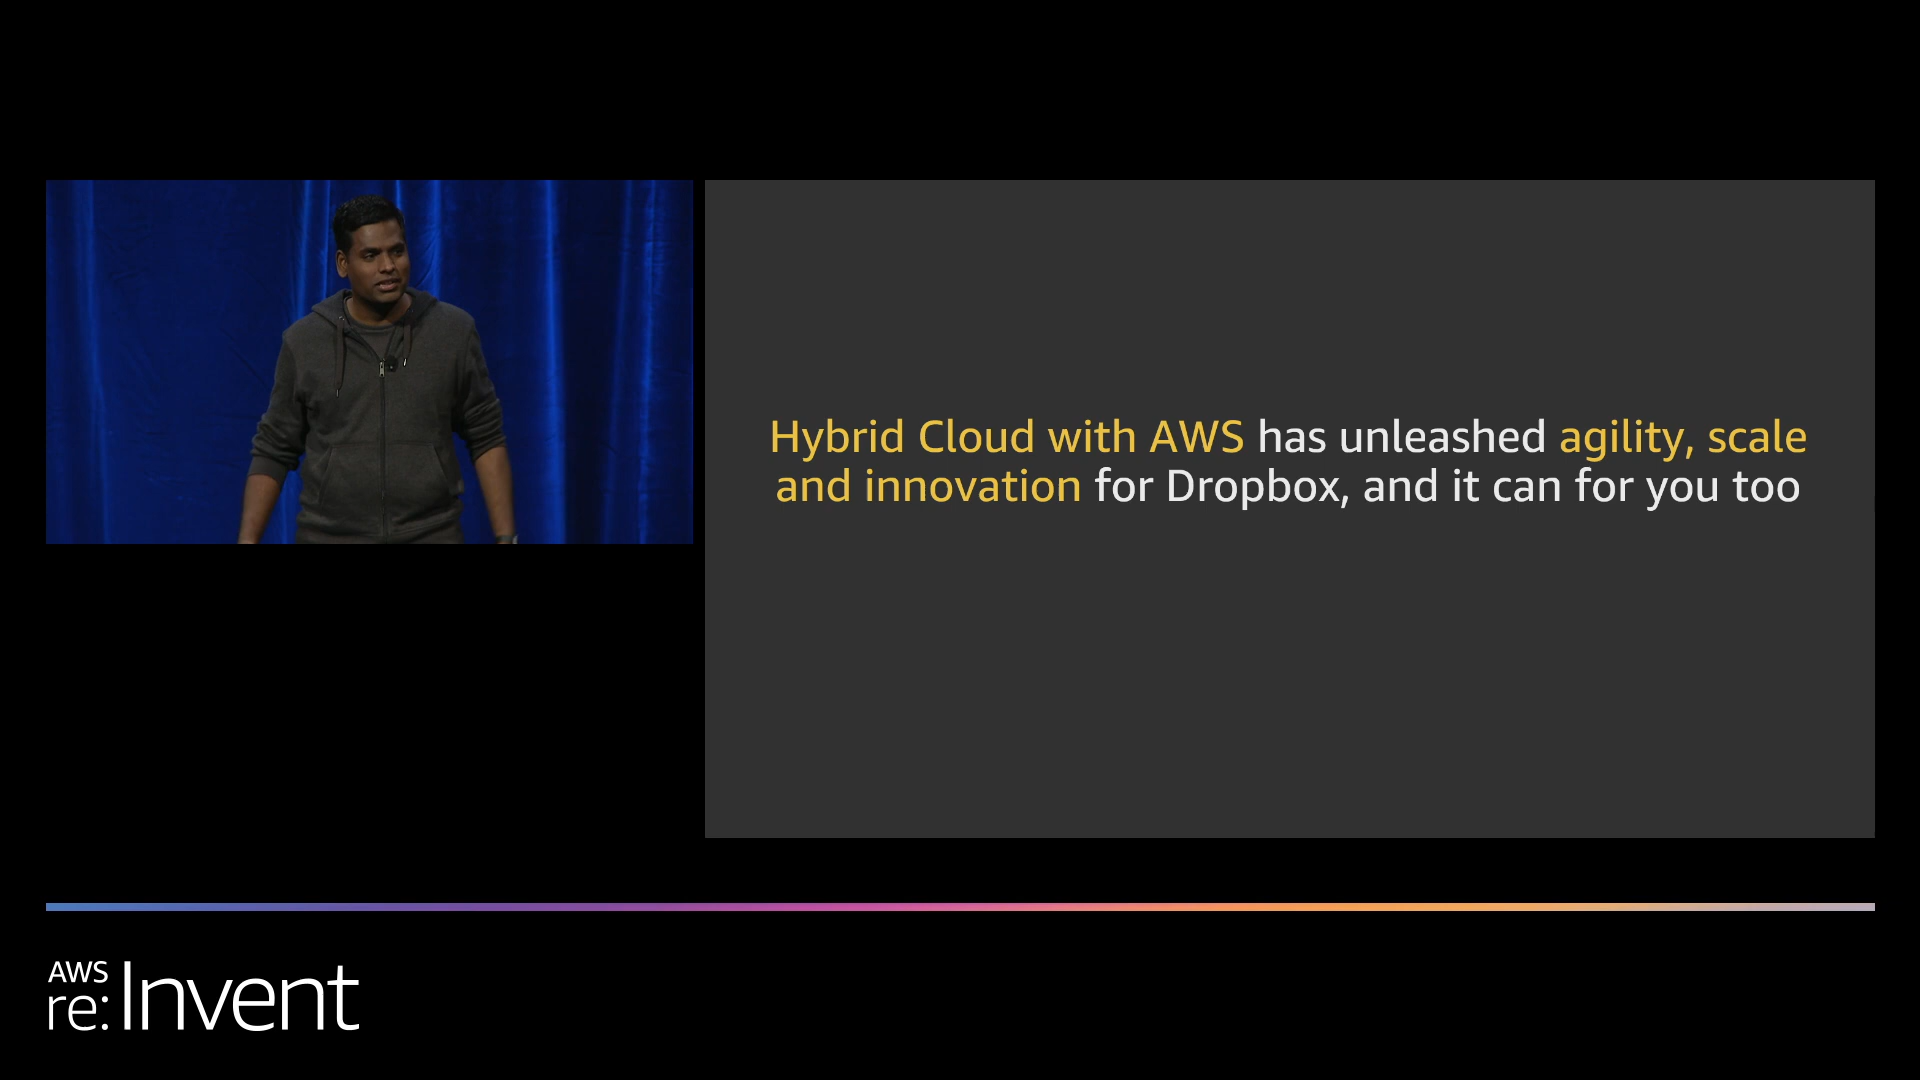 Hybrid Cloud with AWS has unleashed agility, scale
and innovation for Dropbox, and it can for you too
AWS
re:Invent